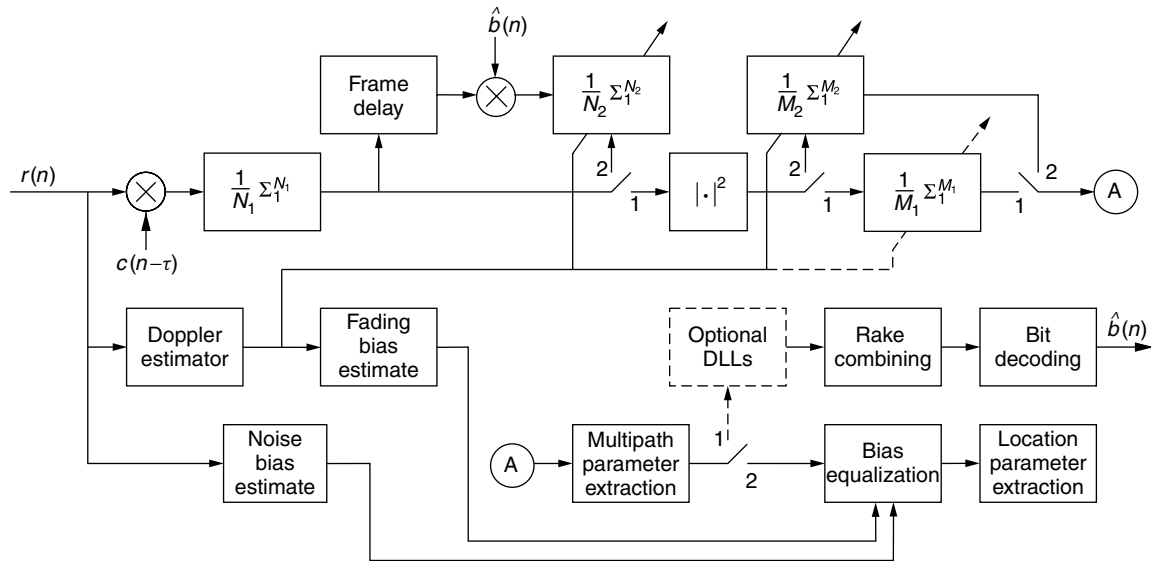 b̂(n)
Frame
delay
1/N₂ Σ₁^N₂
1/M₂ Σ₁^M₂
r(n)
1/N₁ Σ₁^N₁
2
1
|·|²
2
1
1/M₁ Σ₁^M₁
2
1
A
c(n−τ)
Doppler
estimator
Fading
bias
estimate
Optional
DLLs
Rake
combining
Bit
decoding
b̂(n)
Noise
bias
estimate
A
Multipath
parameter
extraction
1
2
Bias
equalization
Location
parameter
extraction